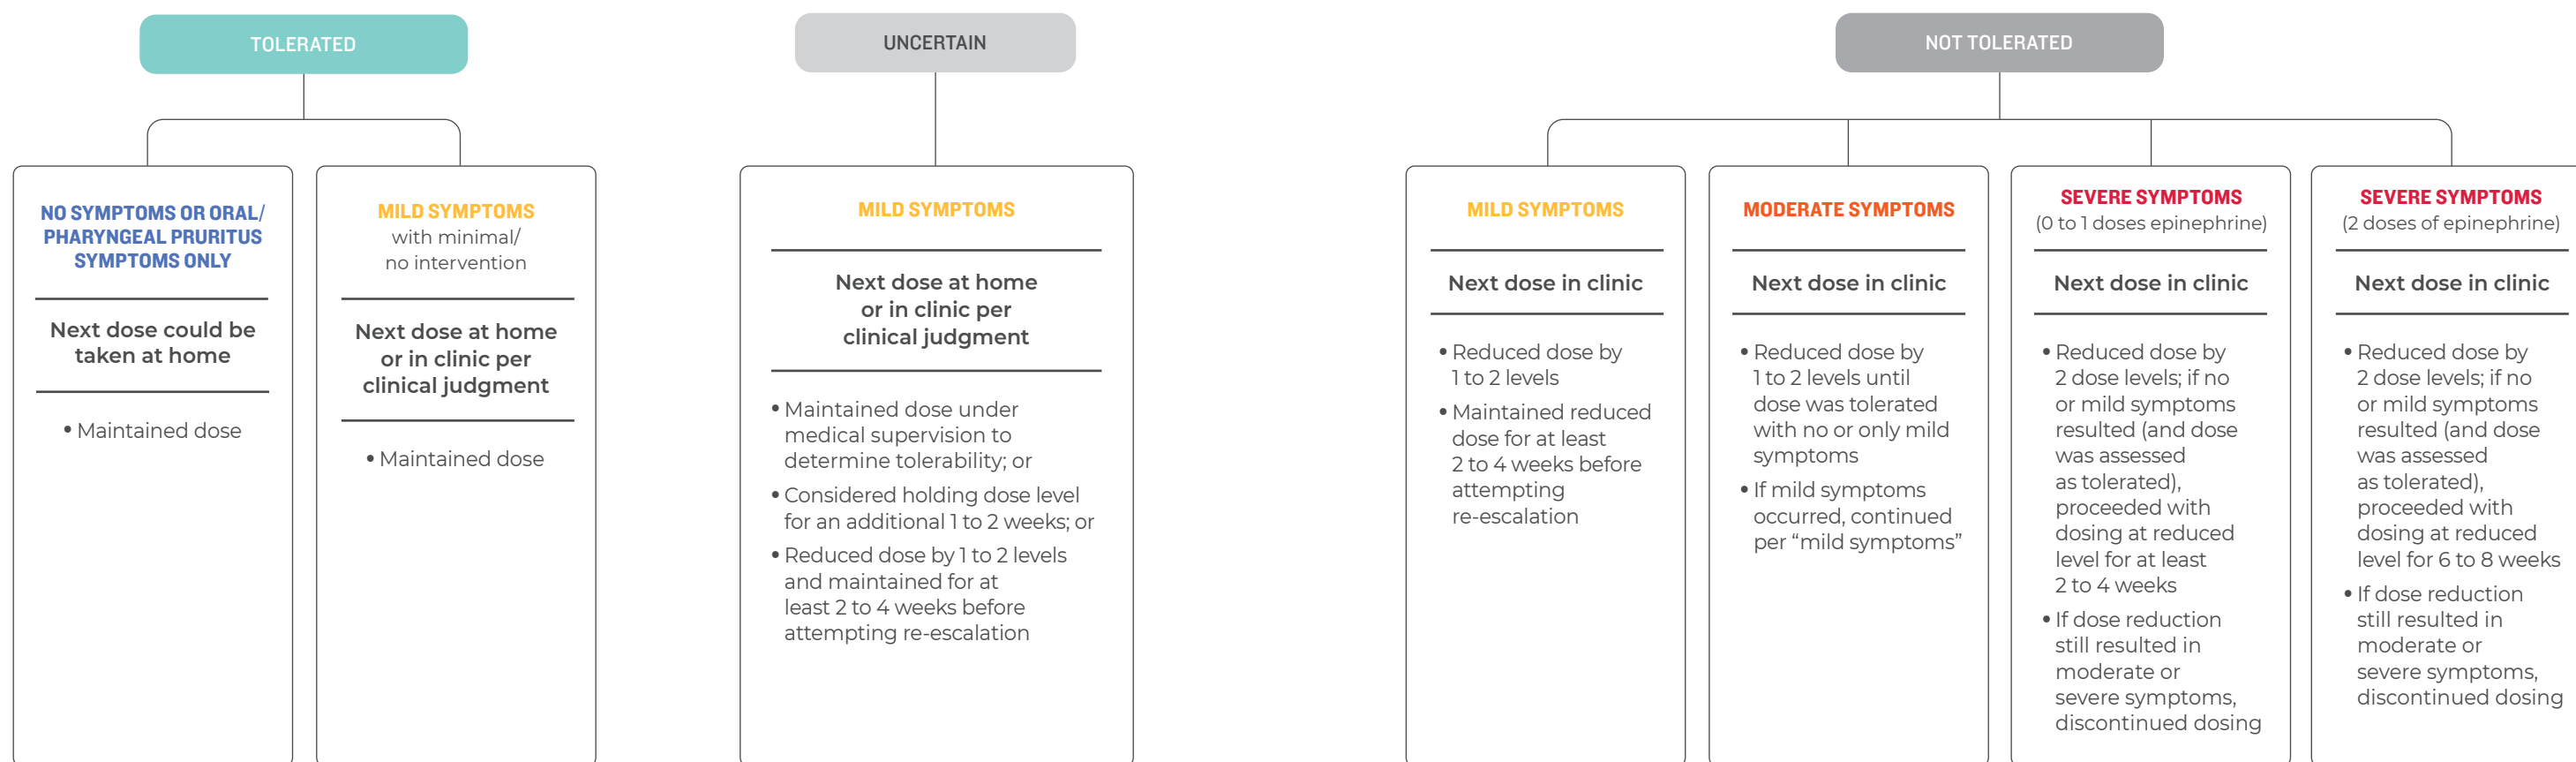 TOLERATED
NO SYMPTOMS OR ORAL/
PHARYNGEAL PRURITUS
SYMPTOMS ONLY
Next dose could be
taken at home
• Maintained dose
MILD SYMPTOMS
with minimal/
no intervention
Next dose at home
or in clinic per
clinical judgment
• Maintained dose
UNCERTAIN
MILD SYMPTOMS
Next dose at home
or in clinic per
clinical judgment
• Maintained dose under
medical supervision to
determine tolerability; or
• Considered holding dose level
for an additional 1 to 2 weeks; or
• Reduced dose by 1 to 2 levels
and maintained for at
least 2 to 4 weeks before
attempting re-escalation
NOT TOLERATED
MILD SYMPTOMS
Next dose in clinic
• Reduced dose by
1 to 2 levels
• Maintained reduced
dose for at least
2 to 4 weeks before
attempting
re-escalation
MODERATE SYMPTOMS
Next dose in clinic
• Reduced dose by
1 to 2 levels until
dose was tolerated
with no or only mild
symptoms
• If mild symptoms
occurred, continued
per “mild symptoms”
SEVERE SYMPTOMS
(0 to 1 doses epinephrine)
Next dose in clinic
• Reduced dose by
2 dose levels; if no
or mild symptoms
resulted (and dose
was assessed
as tolerated),
proceeded with
dosing at reduced
level for at least
2 to 4 weeks
• If dose reduction
still resulted in
moderate or
severe symptoms,
discontinued dosing
SEVERE SYMPTOMS
(2 doses of epinephrine)
Next dose in clinic
• Reduced dose by
2 dose levels; if no
or mild symptoms
resulted (and dose
was assessed
as tolerated),
proceeded with
dosing at reduced
level for 6 to 8 weeks
• If dose reduction
still resulted in
moderate or
severe symptoms,
discontinued dosing